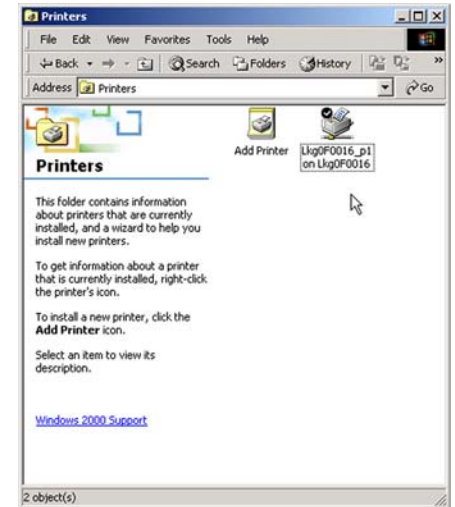 Printers
File Edit View Favorites Tools Help
Back Search Folders History »
Address Printers Go
Add Printer
Lkg0F0016_p1
on Lkg0F0016
Printers
This folder contains information
about printers that are currently
installed, and a wizard to help you
install new printers.
To get information about a printer
that is currently installed, right-click
the printer's icon.
To install a new printer, click the
Add Printer icon.
Select an item to view its
description.
Windows 2000 Support
2 object(s)